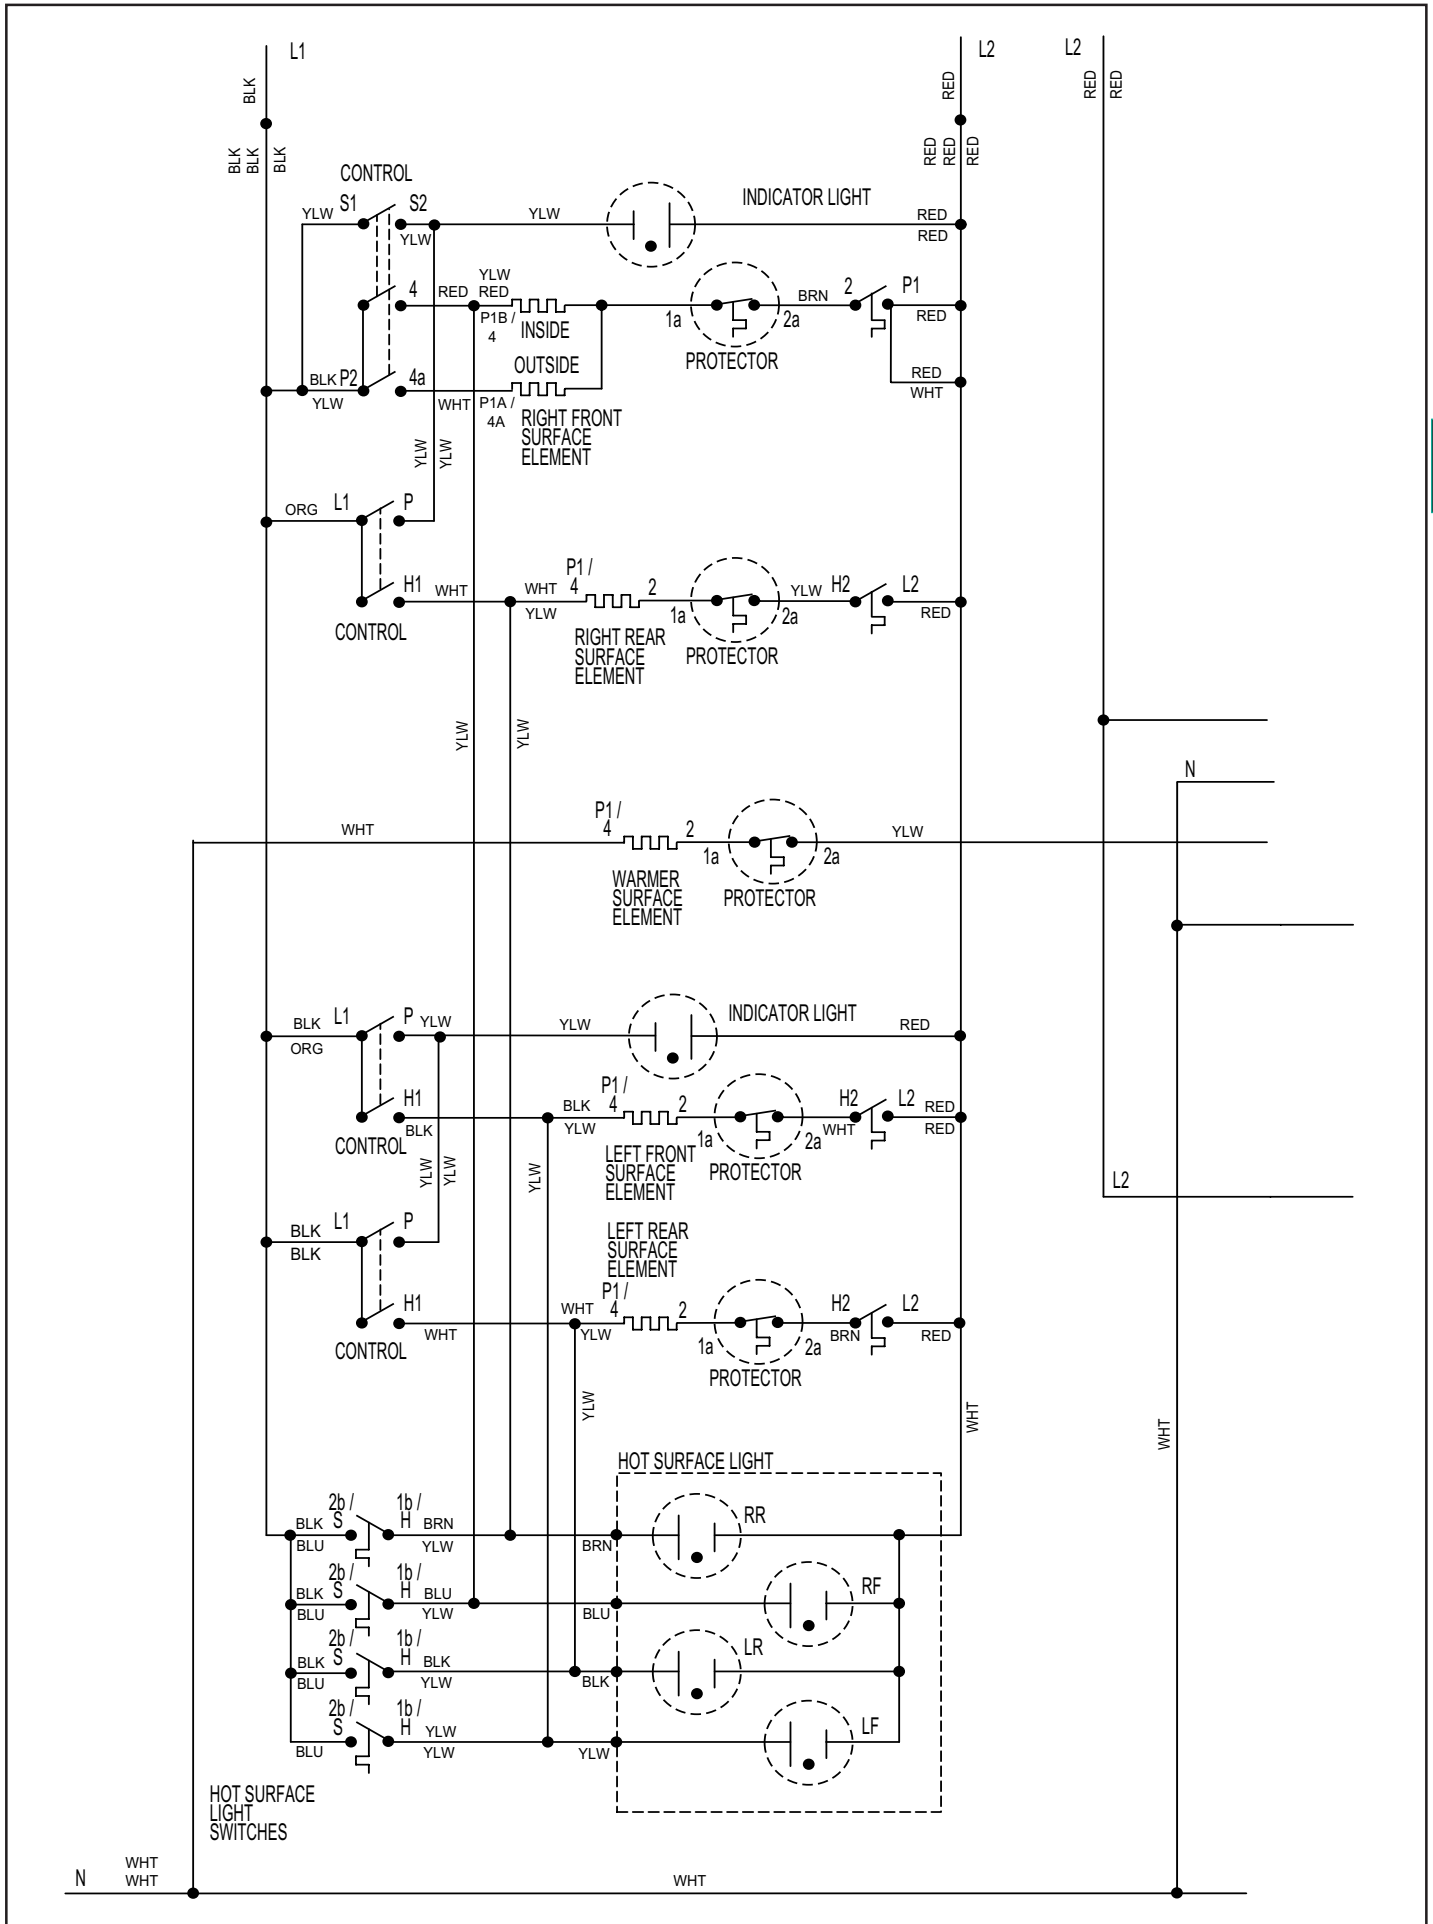 L1
L2
L2
BLK
RED
RED
RED
BLK
BLK
BLK
RED
RED
RED
CONTROL
S1
S2
YLW
YLW
YLW
INDICATOR LIGHT
RED
RED
4
RED
YLW
RED
P1B /
4
INSIDE
1a
2a
PROTECTOR
BRN
2
P1
RED
OUTSIDE
BLK
P2
YLW
4a
WHT
P1A /
4A
RIGHT FRONT
SURFACE
ELEMENT
RED
WHT
YLW
YLW
ORG
L1
P
H1
WHT
CONTROL
WHT
YLW
P1 /
4
2
1a
2a
YLW
H2
L2
RED
RIGHT REAR
SURFACE
ELEMENT
PROTECTOR
YLW
YLW
N
WHT
P1 /
4
2
1a
2a
YLW
WARMER
SURFACE
ELEMENT
PROTECTOR
BLK
ORG
L1
P
YLW
YLW
INDICATOR LIGHT
RED
H1
BLK
CONTROL
BLK
YLW
P1 /
4
2
1a
2a
WHT
H2
L2
RED
RED
LEFT FRONT
SURFACE
ELEMENT
PROTECTOR
YLW
YLW
YLW
L2
BLK
BLK
L1
P
LEFT REAR
SURFACE
ELEMENT
H1
WHT
CONTROL
WHT
YLW
P1 /
4
2
1a
2a
H2
BRN
L2
RED
PROTECTOR
YLW
WHT
WHT
HOT SURFACE LIGHT
2b /
S
1b /
H
BLK
BLU
BRN
YLW
BRN
RR
2b /
S
1b /
H
BLK
BLU
BLU
YLW
BLU
RF
2b /
S
1b /
H
BLK
BLU
BLK
YLW
BLK
LR
2b /
S
1b /
H
BLU
YLW
YLW
YLW
LF
HOT SURFACE
LIGHT
SWITCHES
N
WHT
WHT
WHT